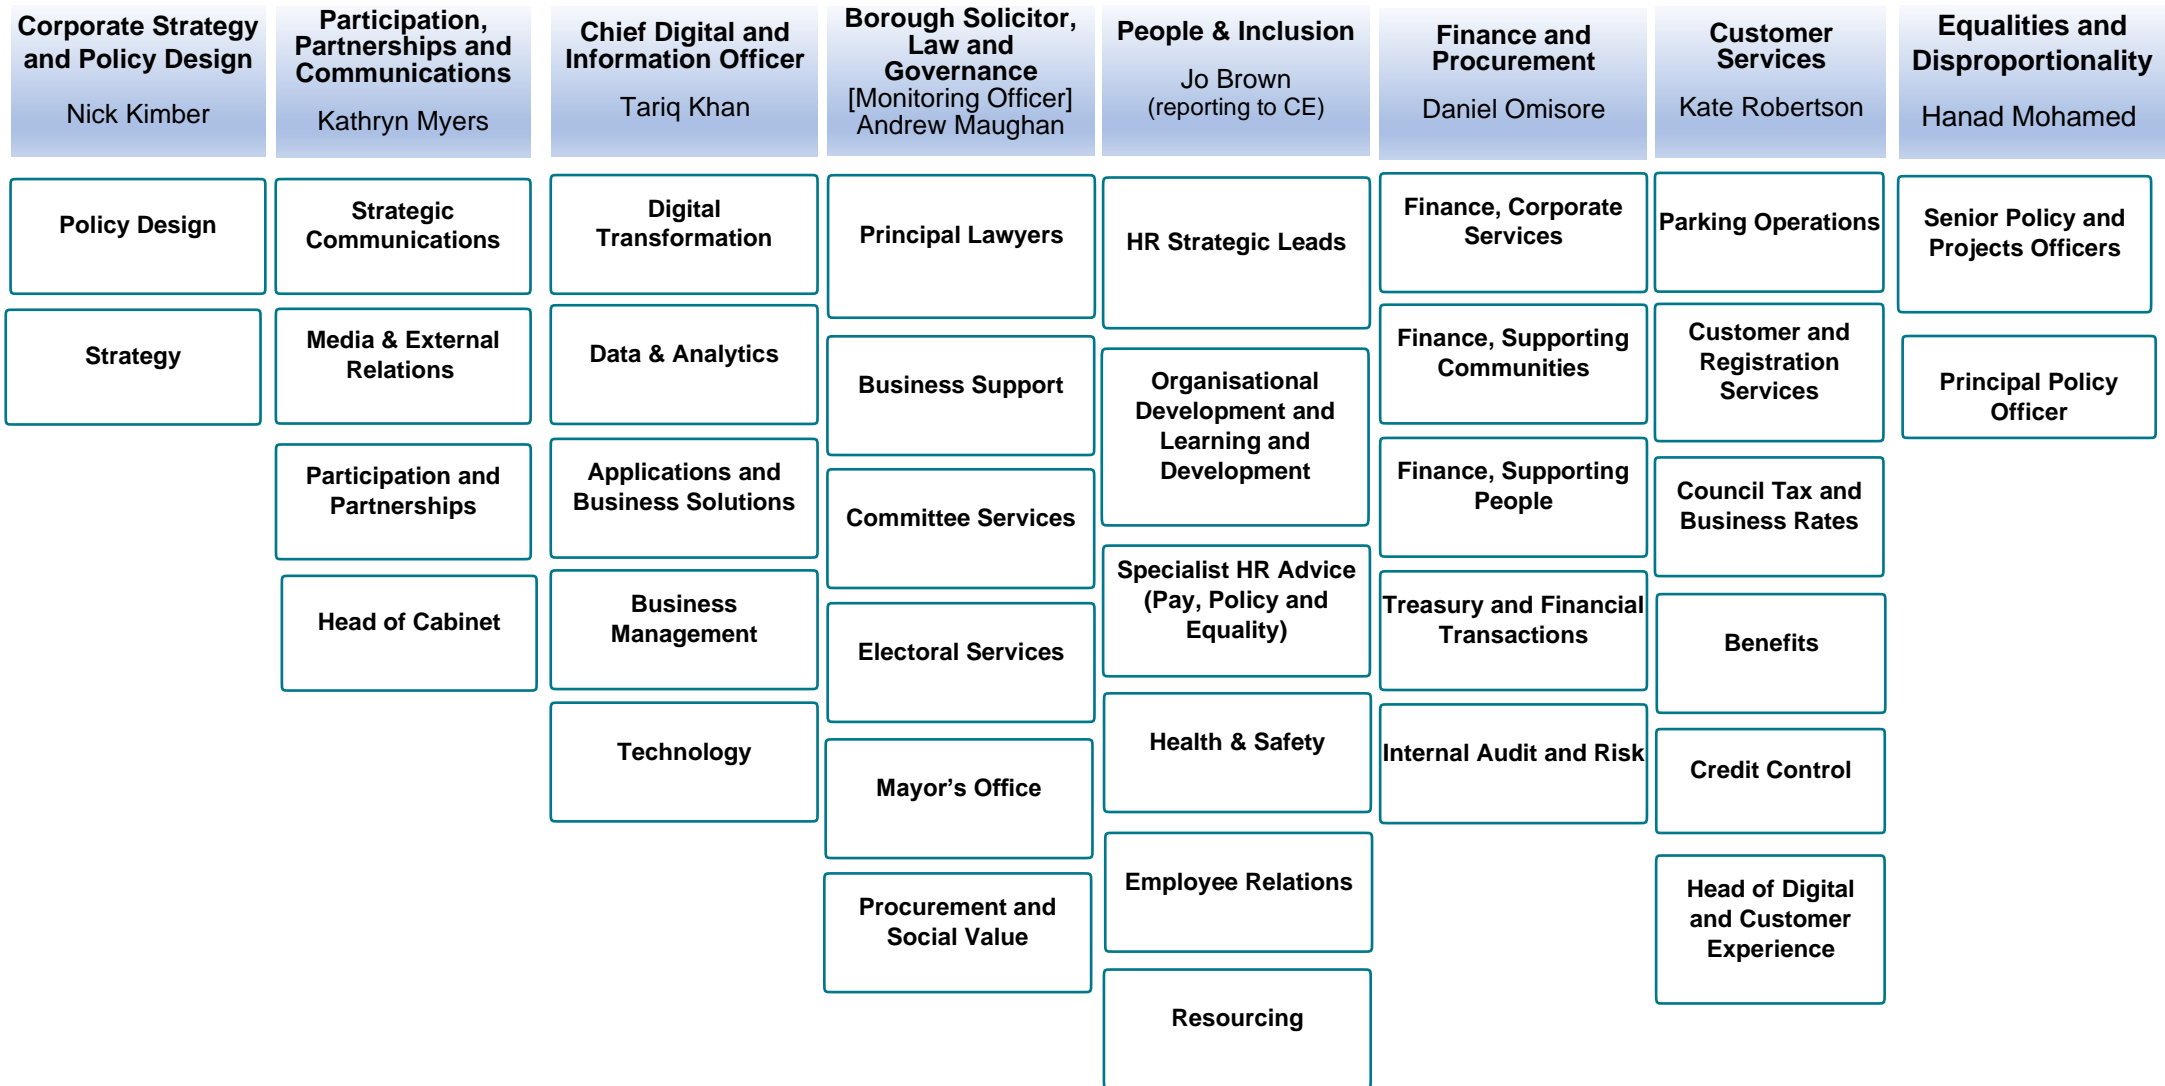 Corporate Strategy
and Policy Design
Nick Kimber
Policy Design
Strategy
Participation,
Partnerships and
Communications
Kathryn Myers
Strategic
Communications
Media & External
Relations
Participation and
Partnerships
Head of Cabinet
Chief Digital and
Information Officer
Tariq Khan
Digital
Transformation
Data & Analytics
Applications and
Business Solutions
Business
Management
Technology
Borough Solicitor,
Law and
Governance
[Monitoring Officer]
Andrew Maughan
Principal Lawyers
Business Support
Committee Services
Electoral Services
Mayor’s Office
Procurement and
Social Value
People & Inclusion
Jo Brown
(reporting to CE)
HR Strategic Leads
Organisational
Development and
Learning and
Development
Specialist HR Advice
(Pay, Policy and
Equality)
Health & Safety
Employee Relations
Resourcing
Finance and
Procurement
Daniel Omisore
Finance, Corporate
Services
Finance, Supporting
Communities
Finance, Supporting
People
Treasury and Financial
Transactions
Internal Audit and Risk
Customer
Services
Kate Robertson
Parking Operations
Customer and
Registration
Services
Council Tax and
Business Rates
Benefits
Credit Control
Head of Digital
and Customer
Experience
Equalities and
Disproportionality
Hanad Mohamed
Senior Policy and
Projects Officers
Principal Policy
Officer